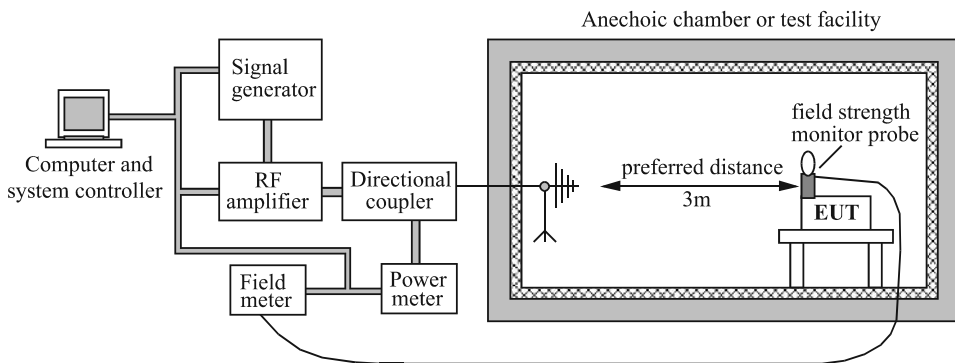 Anechoic chamber or test facility
Signal
generator
Computer and
system controller
RF
amplifier
Directional
coupler
Field
meter
Power
meter
preferred distance
3m
field strength
monitor probe
EUT